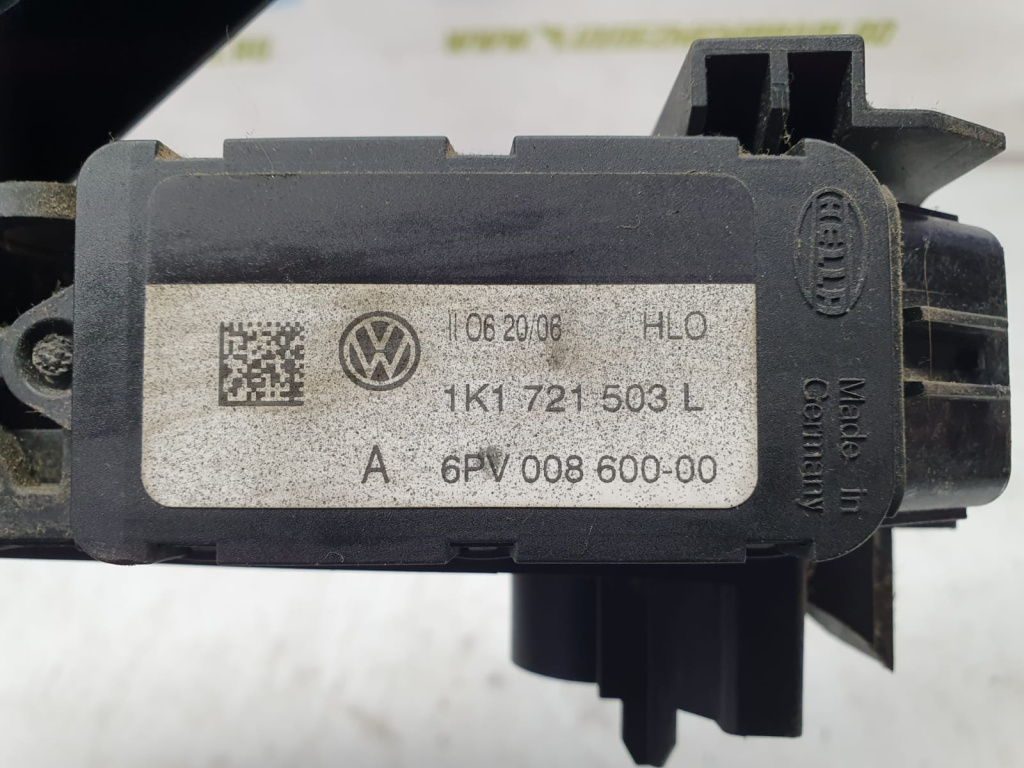 HELLA
II 06 20/06 HLO
1K1 721 503 L
A 6PV 008 600-00
Made in
Germany